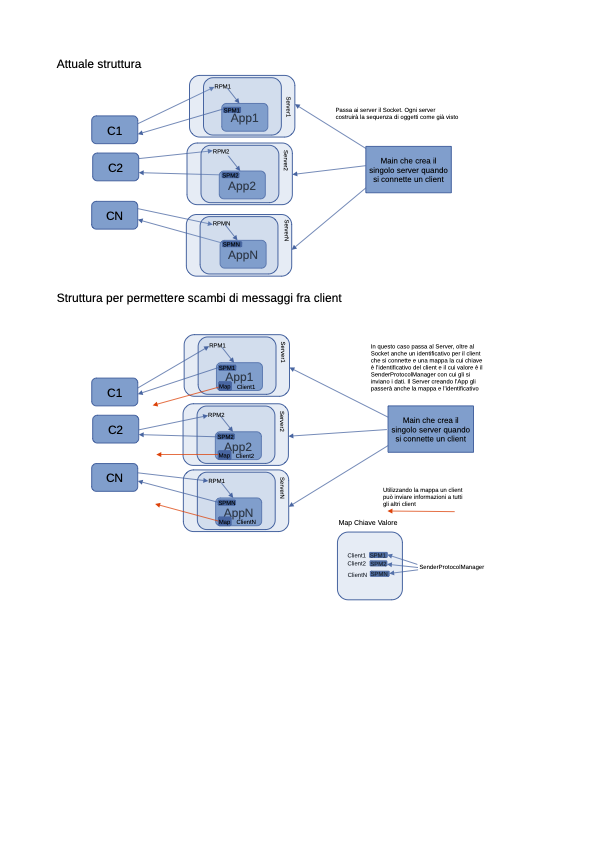 Attuale struttura
RPM1
SPM1
App1
Server1
C1
Passa ai server il Socket. Ogni server
costruirà la sequenza di oggetti come già visto
RPM2
SPM2
App2
Server2
C2
Main che crea il
singolo server quando
si connette un client
RPMN
SPMN
AppN
ServerN
CN
Struttura per permettere scambi di messaggi fra client
RPM1
SPM1
App1
Map
Client1
Server1
C1
In questo caso passa al Server, oltre al
Socket anche un identificativo per il client
che si connette e una mappa la cui chiave
è l'identificativo del client e il cui valore è il
SenderProtocolManager con cui gli si
inviano i dati. Il Server creando l'App gli
passerà anche la mappa e l'identificativo
RPM2
SPM2
App2
Map
Client2
Server2
C2
Main che crea il
singolo server quando
si connette un client
RPM1
SPMN
AppN
Map
ClientN
ServerN
CN
Utilizzando la mappa un client
può inviare informazioni a tutti
gli altri client
Map Chiave Valore
Client1 SPM1
Client2 SPM2
ClientN SPMN
SenderProtocolManager